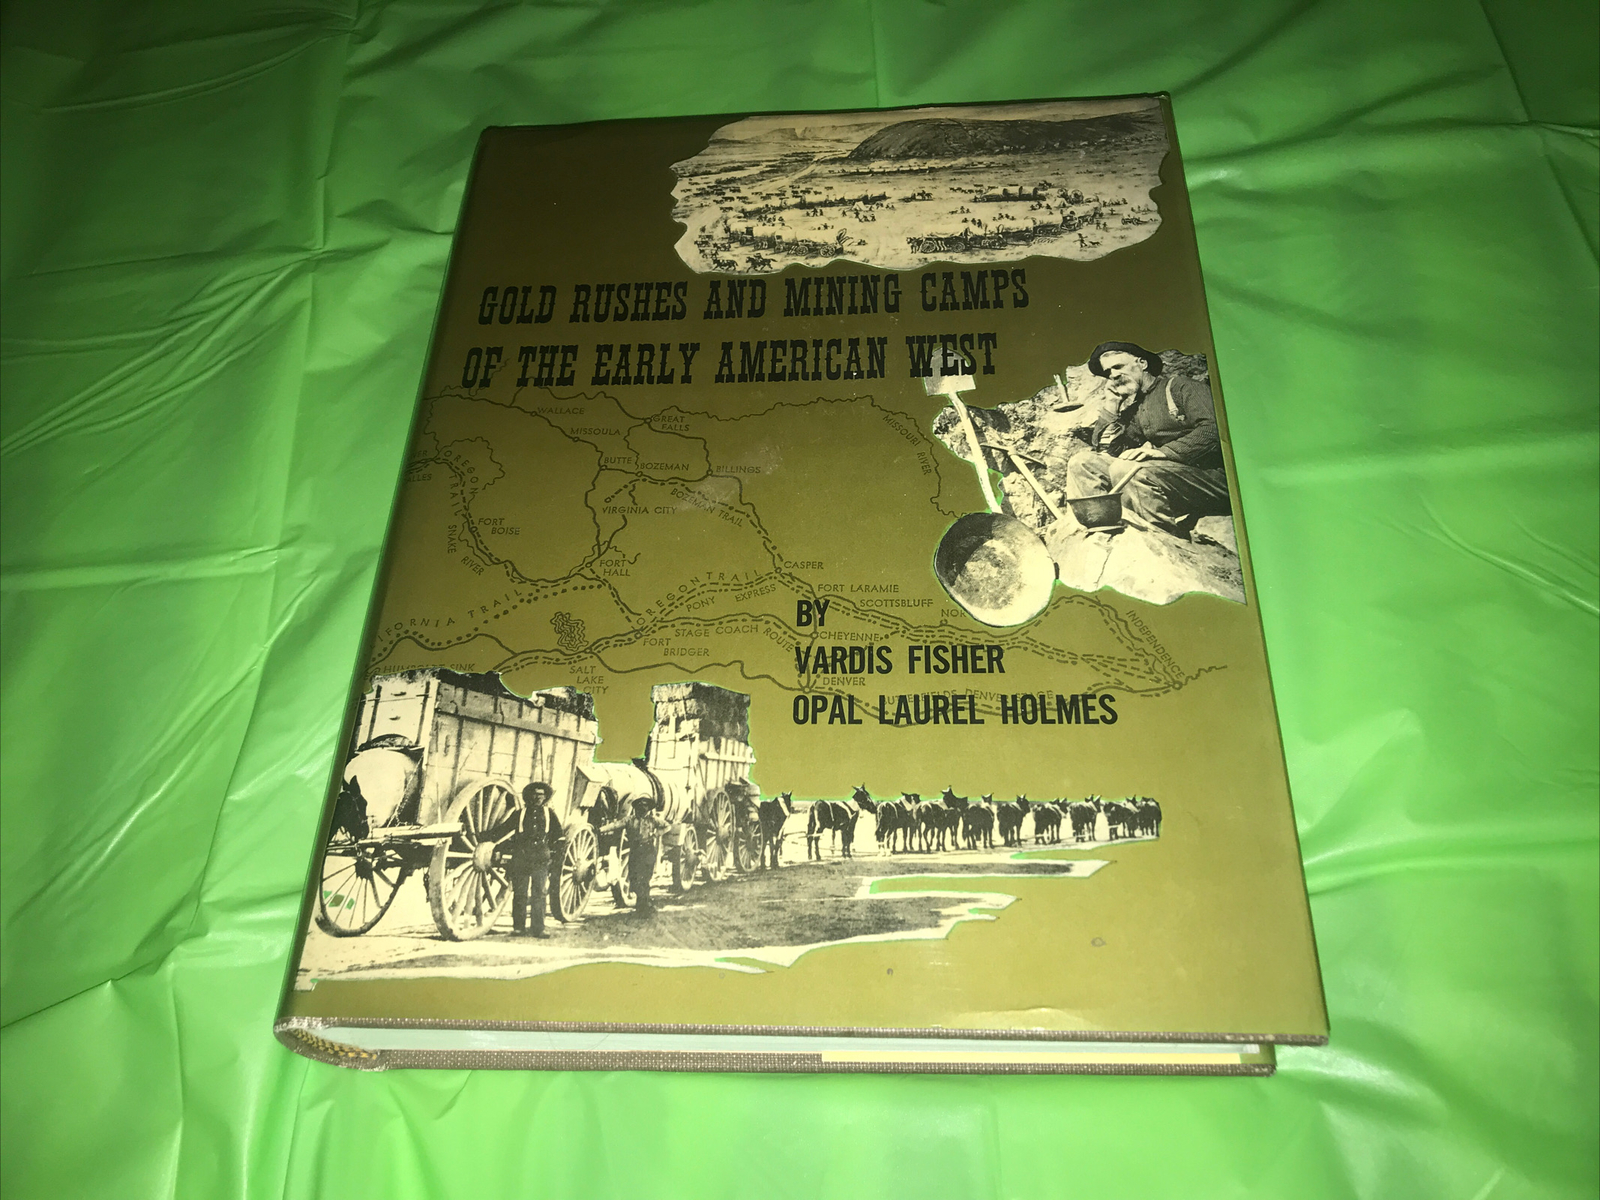 GOLD RUSHES AND MINING CAMPS
OF THE EARLY AMERICAN WEST
WALLACE
GREAT
FALLS
MISSOULA
MISSOURI
RIVER
BUTTE
BOZEMAN
BILLINGS
OREGON
TRAIL
BOZEMAN TRAIL
VIRGINIA CITY
FORT
BOISE
SNAKE
RIVER
FORT
HALL
CASPER
OREGON TRAIL
PONY EXPRESS
FORT LARAMIE
SCOTTSBLUFF
TRAIL
BY
STAGE COACH ROUTE
CHEYENNE
INDEPENDENCE
FORT
BRIDGER
VARDIS FISHER
SALT
LAKE
CITY
DENVER
OPAL LAUREL HOLMES